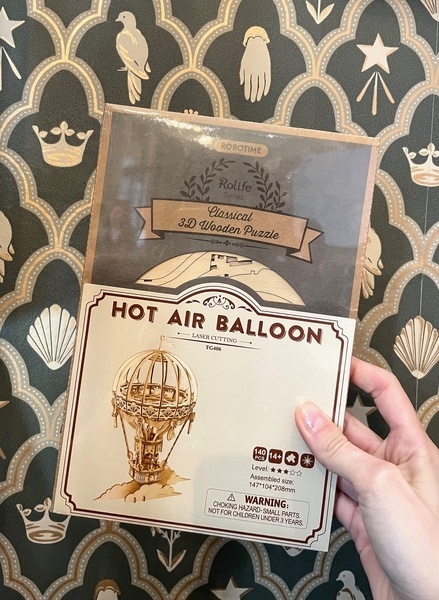 ROBOTIME
Rolife
Series
Classical
3D Wooden Puzzle
HOT AIR BALLOON
LASER CUTTING
TG406
140 PCS
14+
Level: ★★★☆☆
Assembled size:
147*104*208mm
⚠ WARNING:
CHOKING HAZARD-SMALL PARTS.
NOT FOR CHILDREN UNDER 3 YEARS.